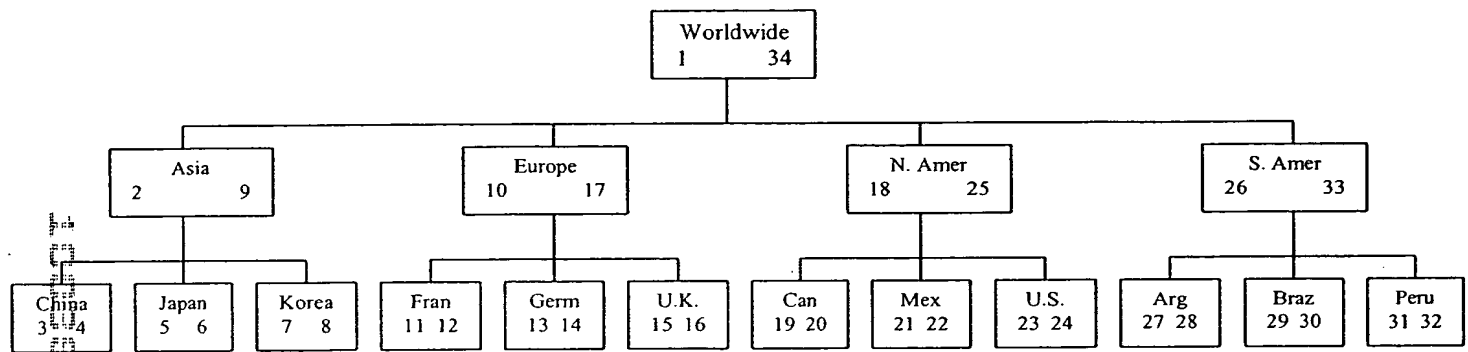 Worldwide
1 34
Asia
2 9
Europe
10 17
N. Amer
18 25
S. Amer
26 33
China
3 4
Japan
5 6
Korea
7 8
Fran
11 12
Germ
13 14
U.K.
15 16
Can
19 20
Mex
21 22
U.S.
23 24
Arg
27 28
Braz
29 30
Peru
31 32